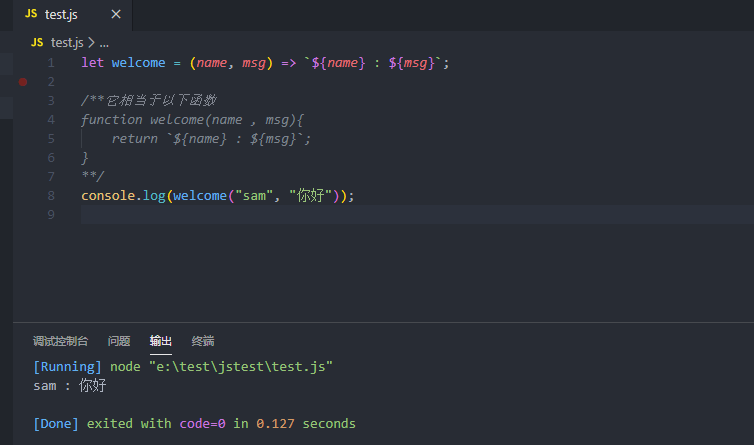 JS test.js ×
JS test.js > ...
1 let welcome = (name, msg) => `${name} : ${msg}`;
2
3 /**它相当于以下函数
4 function welcome(name , msg){
5     return `${name} : ${msg}`;
6 }
7 **/
8 console.log(welcome("sam", "你好"));
9
调试控制台 问题 输出 终端
[Running] node "e:\test\jstest\test.js"
sam : 你好
[Done] exited with code=0 in 0.127 seconds